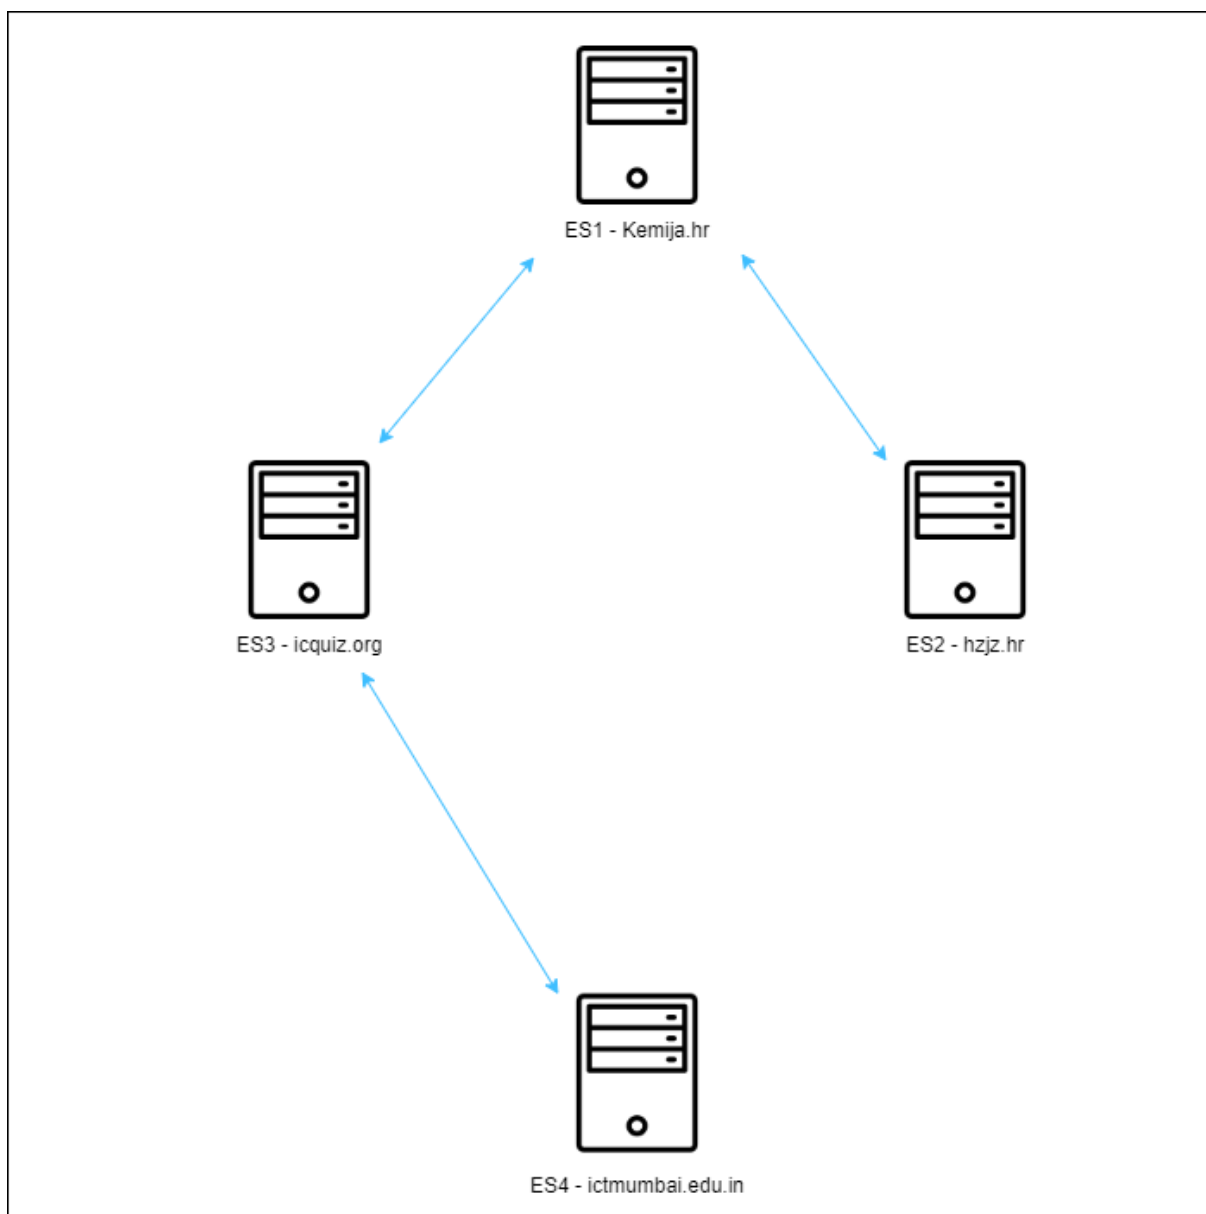 ES1 - Kemija.hr
ES3 - icquiz.org
ES2 - hzjz.hr
ES4 - ictmumbai.edu.in